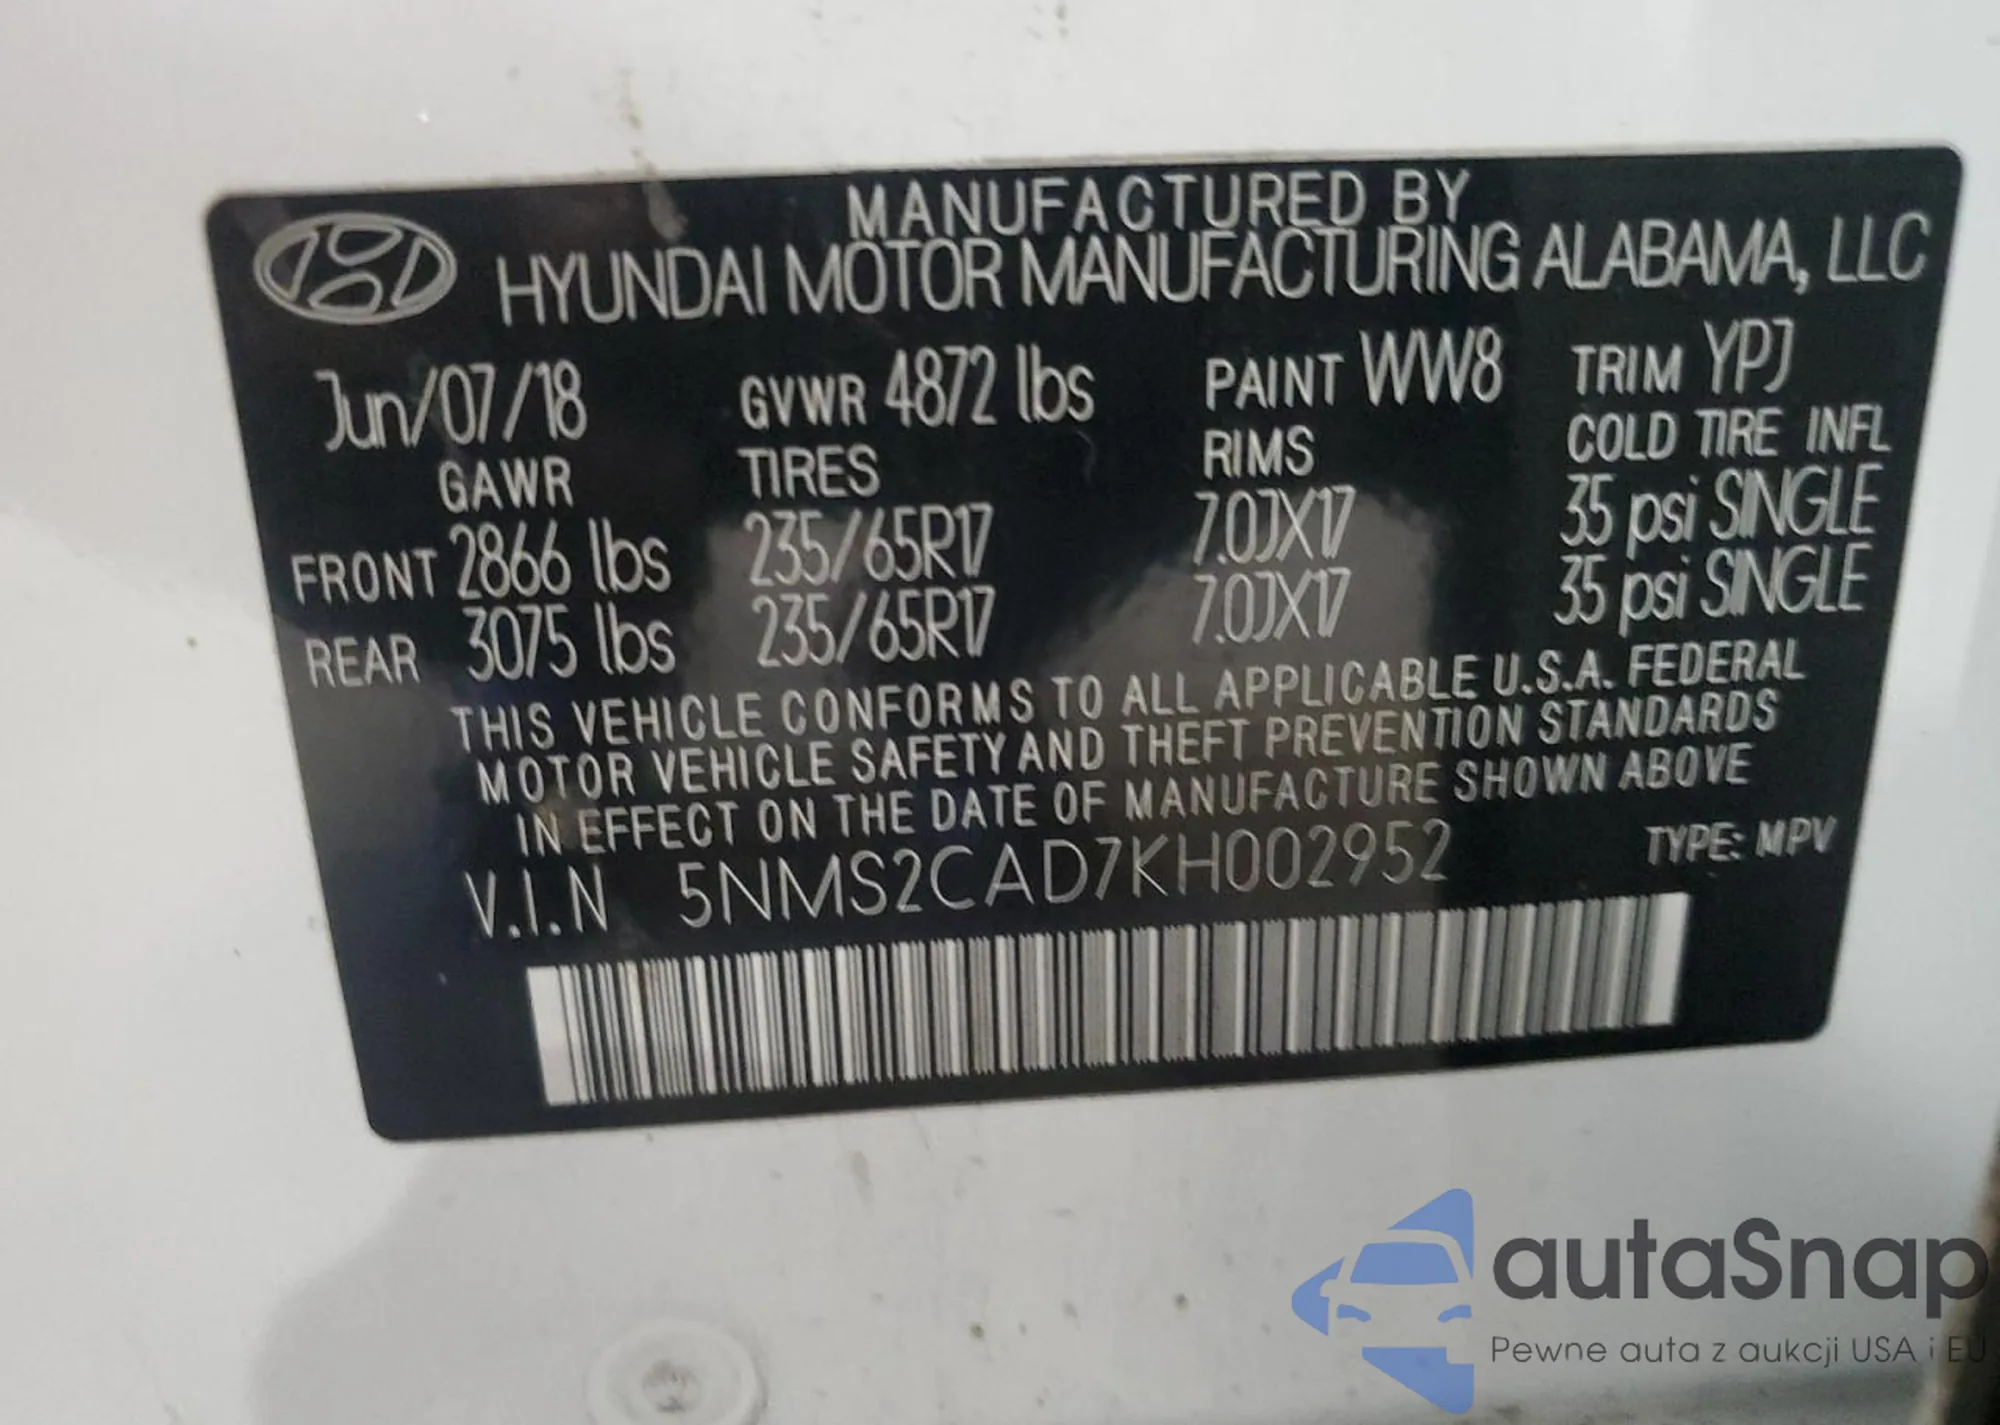 MANUFACTURED BY
HYUNDAI MOTOR MANUFACTURING ALABAMA, LLC
Jun/07/18 GVWR 4872 lbs PAINT WW8 TRIM YPJ
GAWR TIRES RIMS COLD TIRE INFL
FRONT 2866 lbs 235/65R17 7.0JX17 35 psi SINGLE
REAR 3075 lbs 235/65R17 7.0JX17 35 psi SINGLE
THIS VEHICLE CONFORMS TO ALL APPLICABLE U.S.A. FEDERAL
MOTOR VEHICLE SAFETY AND THEFT PREVENTION STANDARDS
IN EFFECT ON THE DATE OF MANUFACTURE SHOWN ABOVE
V.I.N 5NMS2CAD7KH002952 TYPE: MPV
autaSnap
Pewne auta z aukcji USA i EU